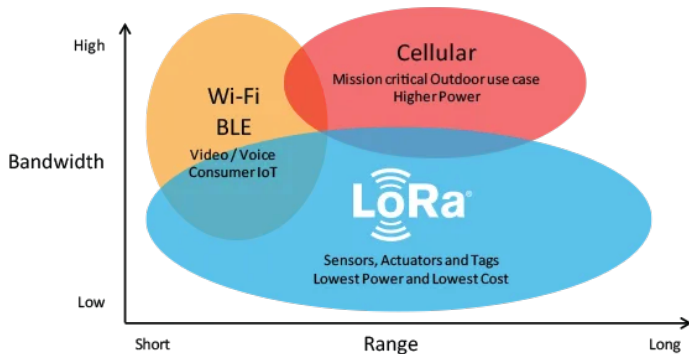 High
Cellular
Mission critical Outdoor use case
Higher Power
Wi-Fi
BLE
Video / Voice
Consumer IoT
Bandwidth
LoRa®
Sensors, Actuators and Tags
Lowest Power and Lowest Cost
Low
Short
Range
Long